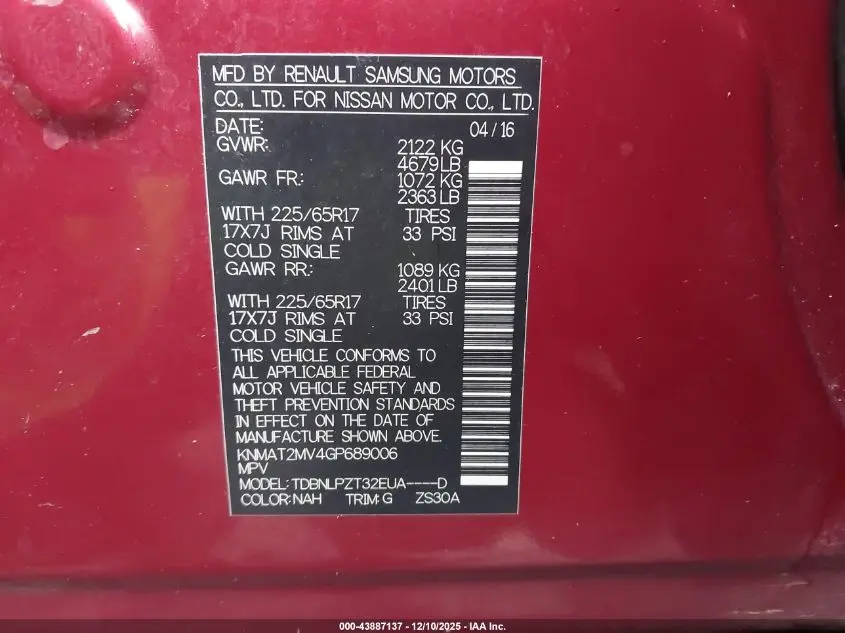 MFD BY RENAULT SAMSUNG MOTORS
CO., LTD. FOR NISSAN MOTOR CO., LTD.
DATE: 04/16
GVWR: 2122 KG
4679LB
GAWR FR.: 1072 KG
2363 LB
WITH 225/65R17 TIRES
17X7J RIMS AT 33 PSI
COLD SINGLE
GAWR RR.: 1089 KG
2401 LB
WITH 225/65R17 TIRES
17X7J RIMS AT 33 PSI
COLD SINGLE
THIS VEHICLE CONFORMS TO
ALL APPLICABLE FEDERAL
MOTOR VEHICLE SAFETY AND
THEFT PREVENTION STANDARDS
IN EFFECT ON THE DATE OF
MANUFACTURE SHOWN ABOVE.
KNMAT2MV4GP689006
MPV
MODEL: TDBNLPZT32EUA----D
COLOR: NAH TRIM: G ZS30A
000-43887137 - 12/10/2025 - IAA Inc.